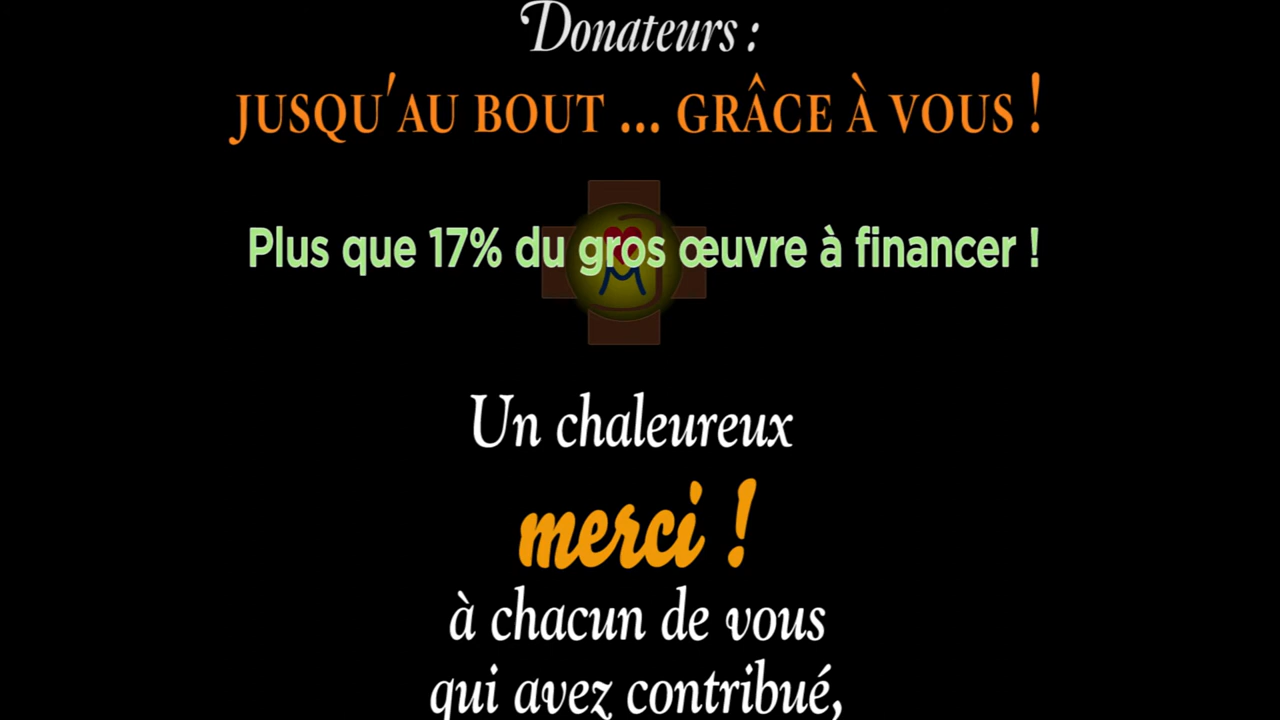 Donateurs :
JUSQU'AU BOUT ... GRÂCE À VOUS !
Plus que 17% du gros œuvre à financer !
Un chaleureux
merci !
à chacun de vous
qui avez contribué,